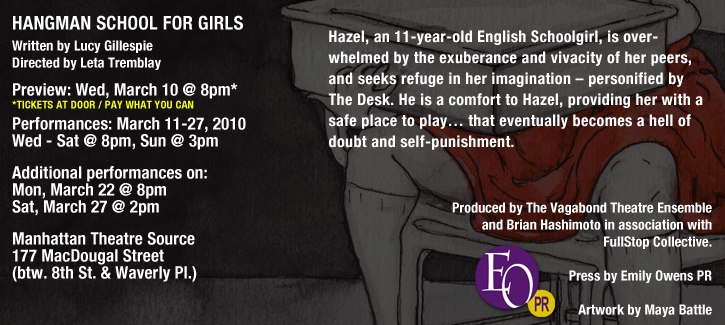 HANGMAN SCHOOL FOR GIRLS
Written by Lucy Gillespie
Directed by Leta Tremblay
Preview: Wed, March 10 @ 8pm*
*TICKETS AT DOOR / PAY WHAT YOU CAN
Performances: March 11-27, 2010
Wed - Sat @ 8pm, Sun @ 3pm
Additional performances on:
Mon, March 22 @ 8pm
Sat, March 27 @ 2pm
Manhattan Theatre Source
177 MacDougal Street
(btw. 8th St. & Waverly Pl.)
Hazel, an 11-year-old English Schoolgirl, is over-
whelmed by the exuberance and vivacity of her peers,
and seeks refuge in her imagination – personified by
The Desk. He is a comfort to Hazel, providing her with a
safe place to play… that eventually becomes a hell of
doubt and self-punishment.
Produced by The Vagabond Theatre Ensemble
and Brian Hashimoto in association with
FullStop Collective.
EO
PR
Press by Emily Owens PR
Artwork by Maya Battle